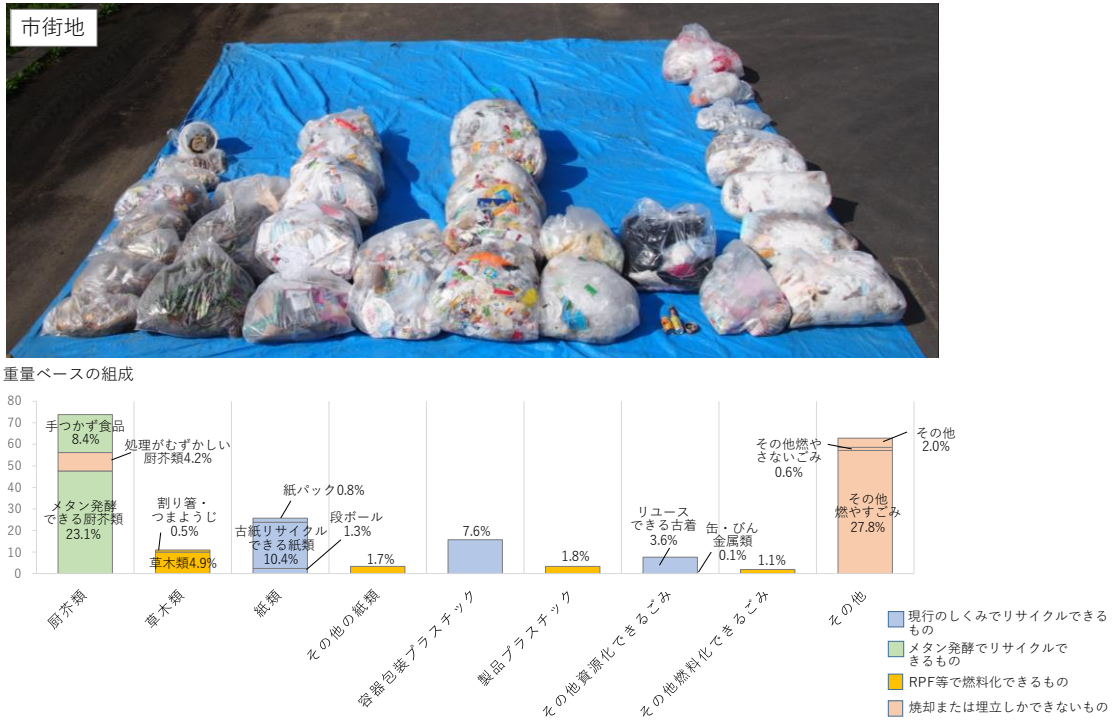 市街地
重量ベースの組成
80
70
60
50
40
30
20
10
0
手つかず食品
8.4%
処理がむずかしい
厨芥類4.2%
メタン発酵
できる厨芥類
23.1%
割り箸・
つまようじ
0.5%
草木類4.9%
紙パック0.8%
古紙リサイクル
できる紙類
10.4%
段ボール
1.3%
1.7%
7.6%
1.8%
リユース
できる古着
3.6%
缶・びん
金属類
0.1%
1.1%
その他燃や
さないごみ
0.6%
その他
2.0%
その他
燃やすごみ
27.8%
厨芥類
草木類
紙類
その他の紙類
容器包装プラスチック
製品プラスチック
その他資源化できるごみ
その他燃料化できるごみ
その他
現行のしくみでリサイクルできる
もの
メタン発酵でリサイクルで
きるもの
RPF等で燃料化できるもの
焼却または埋立しかできないもの